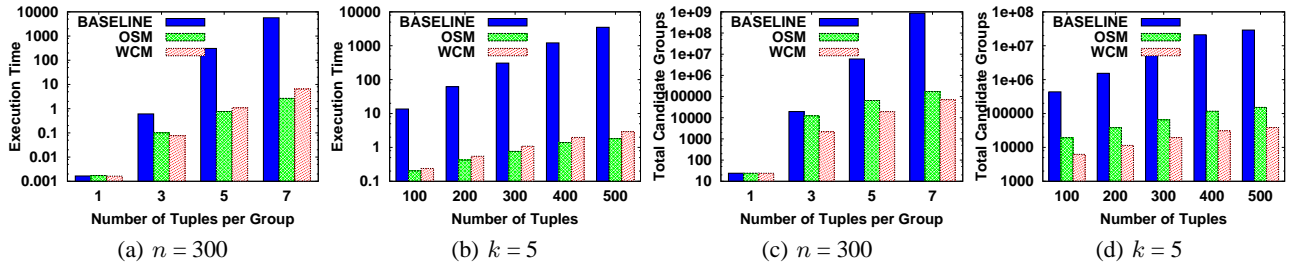 Execution Time
10000
1000
100
10
1
0.1
0.01
0.001
BASELINE
OSM
WCM
1 3 5 7
Number of Tuples per Group
(a) n = 300
Execution Time
10000
1000
100
10
1
0.1
BASELINE
OSM
WCM
100 200 300 400 500
Number of Tuples
(b) k = 5
Total Candidate Groups
1e+09
1e+08
1e+07
1e+06
100000
10000
1000
100
10
BASELINE
OSM
WCM
1 3 5 7
Number of Tuples per Group
(c) n = 300
Total Candidate Groups
1e+08
1e+07
1e+06
100000
10000
1000
BASELINE
OSM
WCM
100 200 300 400 500
Number of Tuples
(d) k = 5